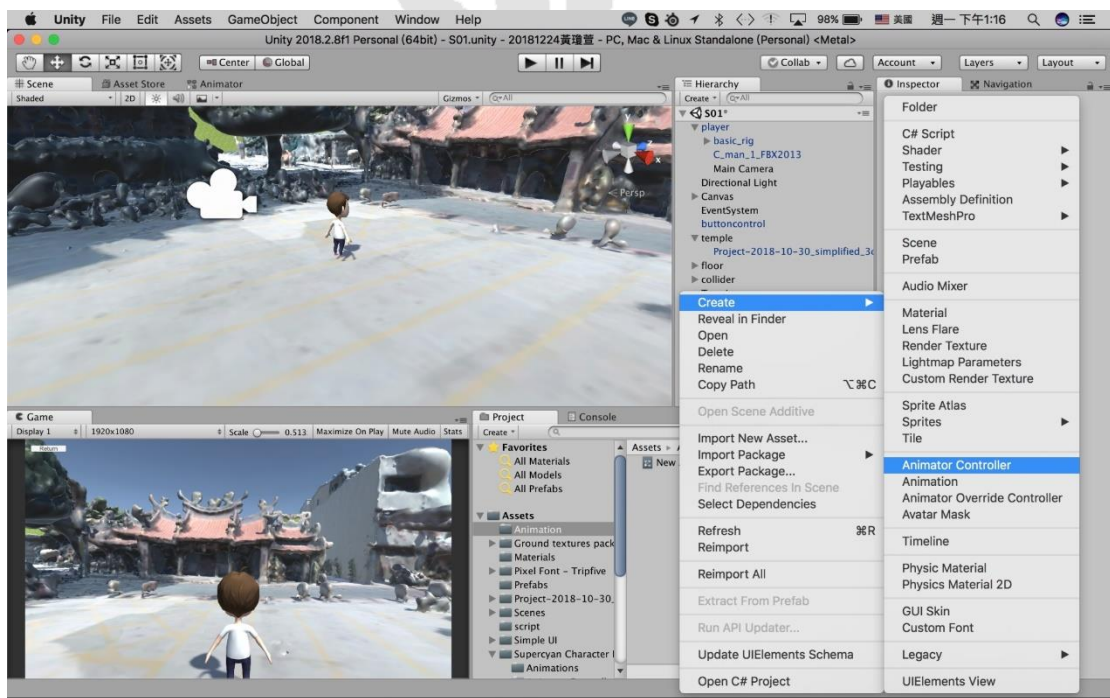 Unity File Edit Assets GameObject Component Window Help 98% 美國 週一下午1:16
Unity 2018.2.8f1 Personal (64bit) - S01.unity - 20181224黃瓊萱 - PC, Mac & Linux Standalone (Personal) <Metal>
Center Global Collab Account Layers Layout
Scene Asset Store Animator
Shaded 2D Gizmos All
y
x
Persp
Hierarchy
Create All
S01*
player
basic_rig
C_man_1_FBX2013
Main Camera
Directional Light
Canvas
EventSystem
buttoncontrol
temple
Project-2018-10-30_simplified_3d
floor
collider
Inspector Navigation
Create
Reveal in Finder
Open
Delete
Rename
Copy Path ⌥⌘C
Open Scene Additive
Import New Asset...
Import Package
Export Package...
Find References In Scene
Select Dependencies
Refresh ⌘R
Reimport
Reimport All
Extract From Prefab
Run API Updater...
Update UIElements Schema
Open C# Project
Folder
C# Script
Shader
Testing
Playables
Assembly Definition
TextMeshPro
Scene
Prefab
Audio Mixer
Material
Lens Flare
Render Texture
Lightmap Parameters
Custom Render Texture
Sprite Atlas
Sprites
Tile
Animator Controller
Animation
Animator Override Controller
Avatar Mask
Timeline
Physic Material
Physics Material 2D
GUI Skin
Custom Font
Legacy
UIElements View
Game
Display 1 1920x1080 Scale 0.513 Maximize On Play Mute Audio Stats
Return
Project Console
Create
Favorites
All Materials
All Models
All Prefabs
Assets
Animation
Ground textures pack
Materials
Pixel Font - Tripfive
Prefabs
Project-2018-10-30_
Scenes
script
Simple UI
Supercyan Character
Animations
Assets
New